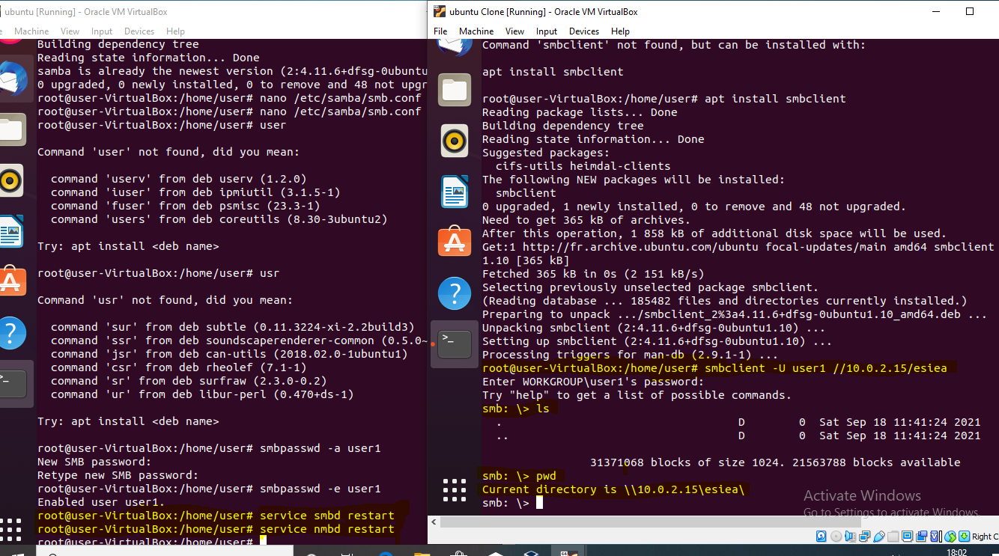 ubuntu [Running] - Oracle VM VirtualBox
Machine View Input Devices Help
Building dependency tree
Reading state information... Done
samba is already the newest version (2:4.11.6+dfsg-0ubuntu
0 upgraded, 0 newly installed, 0 to remove and 48 not upgr
root@user-VirtualBox:/home/user# nano /etc/samba/smb.conf
root@user-VirtualBox:/home/user# nano /etc/samba/smb.conf
root@user-VirtualBox:/home/user# user
Command 'user' not found, did you mean:
command 'userv' from deb userv (1.2.0)
command 'iuser' from deb ipmiutil (3.1.5-1)
command 'fuser' from deb psmisc (23.3-1)
command 'users' from deb coreutils (8.30-3ubuntu2)
Try: apt install <deb name>
root@user-VirtualBox:/home/user# usr
Command 'usr' not found, did you mean:
command 'sur' from deb subtle (0.11.3224-xi-2.2build3)
command 'ssr' from deb soundscaperenderer-common (0.5.0~
command 'jsr' from deb can-utils (2018.02.0-1ubuntu1)
command 'csr' from deb rheolef (7.1-1)
command 'sr' from deb surfraw (2.3.0-0.2)
command 'ur' from deb libur-perl (0.470+ds-1)
Try: apt install <deb name>
root@user-VirtualBox:/home/user# smbpasswd -a user1
New SMB password:
Retype new SMB password:
root@user-VirtualBox:/home/user# smbpasswd -e user1
Enabled user user1.
root@user-VirtualBox:/home/user# service smbd restart
root@user-VirtualBox:/home/user# service nmbd restart
root@user-VirtualBox:/home/user#
ubuntu Clone [Running] - Oracle VM VirtualBox
File Machine View Input Devices Help
Command 'smbclient' not found, but can be installed with:
apt install smbclient
root@user-VirtualBox:/home/user# apt install smbclient
Reading package lists... Done
Building dependency tree
Reading state information... Done
Suggested packages:
cifs-utils heimdal-clients
The following NEW packages will be installed:
smbclient
0 upgraded, 1 newly installed, 0 to remove and 48 not upgraded.
Need to get 365 kB of archives.
After this operation, 1 858 kB of additional disk space will be used.
Get:1 http://fr.archive.ubuntu.com/ubuntu focal-updates/main amd64 smbclient
1.10 [365 kB]
Fetched 365 kB in 0s (2 151 kB/s)
Selecting previously unselected package smbclient.
(Reading database ... 185482 files and directories currently installed.)
Preparing to unpack .../smbclient_2%3a4.11.6+dfsg-0ubuntu1.10_amd64.deb ...
Unpacking smbclient (2:4.11.6+dfsg-0ubuntu1.10) ...
Setting up smbclient (2:4.11.6+dfsg-0ubuntu1.10) ...
Processing triggers for man-db (2.9.1-1) ...
root@user-VirtualBox:/home/user# smbclient -U user1 //10.0.2.15/esiea
Enter WORKGROUP\user1's password:
Try "help" to get a list of possible commands.
smb: \> ls
. D 0 Sat Sep 18 11:41:24 2021
.. D 0 Sat Sep 18 11:41:24 2021
31371068 blocks of size 1024. 21563788 blocks available
smb: \> pwd
Current directory is \\10.0.2.15\esiea\
smb: \>
Activate Windows
Go to Settings to activate Windows.
Right C
18:02